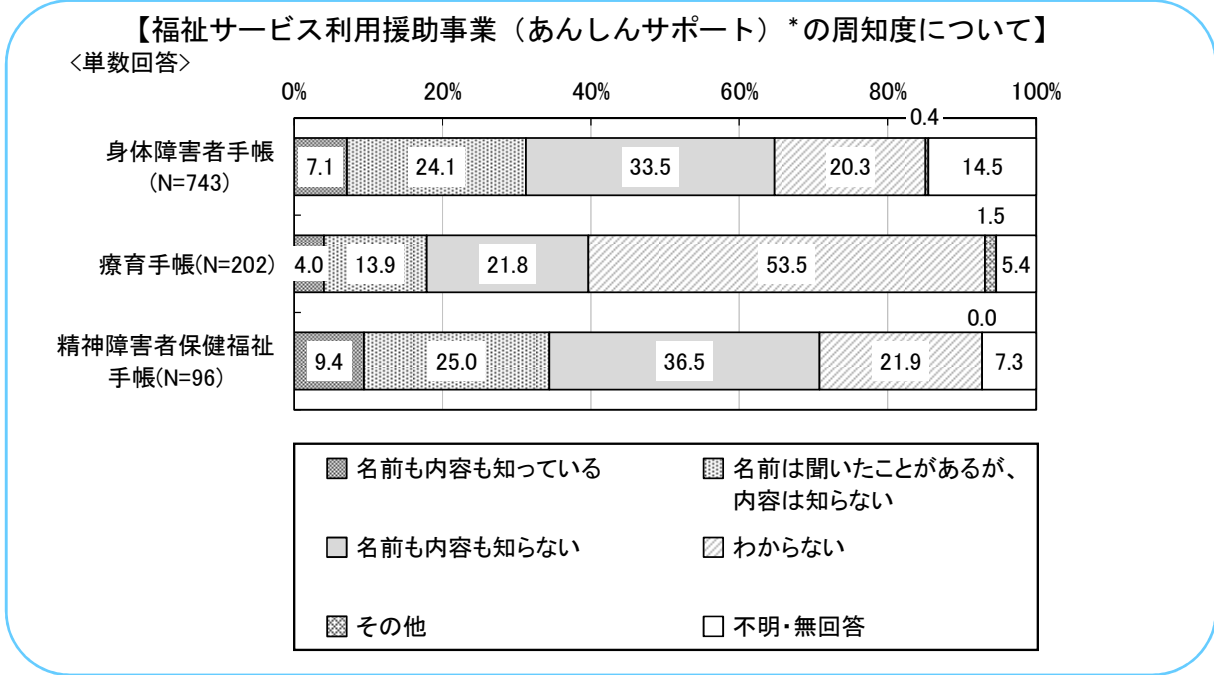 【福祉サービス利用援助事業（あんしんサポート）*の周知度について】
<単数回答>
0% 20% 40% 60% 80% 100%
0.4
身体障害者手帳
(N=743)
7.1 24.1 33.5 20.3 14.5
1.5
療育手帳(N=202) 4.0 13.9 21.8 53.5 5.4
0.0
精神障害者保健福祉
手帳(N=96)
9.4 25.0 36.5 21.9 7.3
名前も内容も知っている
名前は聞いたことがあるが、
内容は知らない
名前も内容も知らない
わからない
その他
不明・無回答